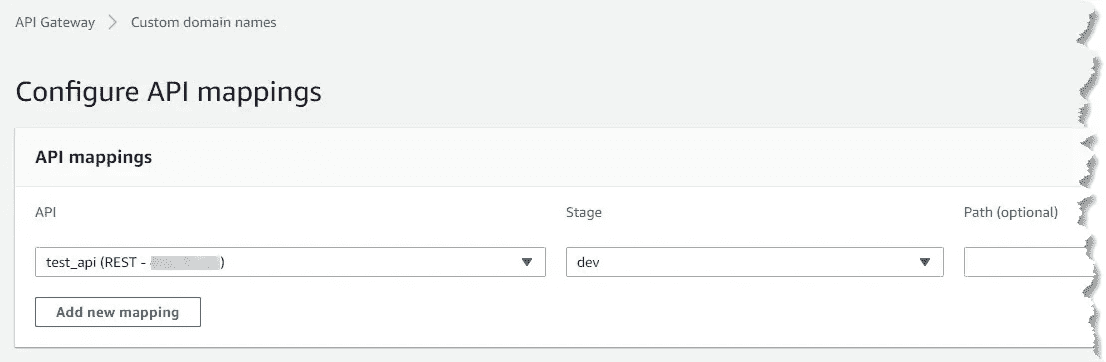 API Gateway > Custom domain names
Configure API mappings
API mappings
API Stage Path (optional)
test_api (REST - ) dev
Add new mapping